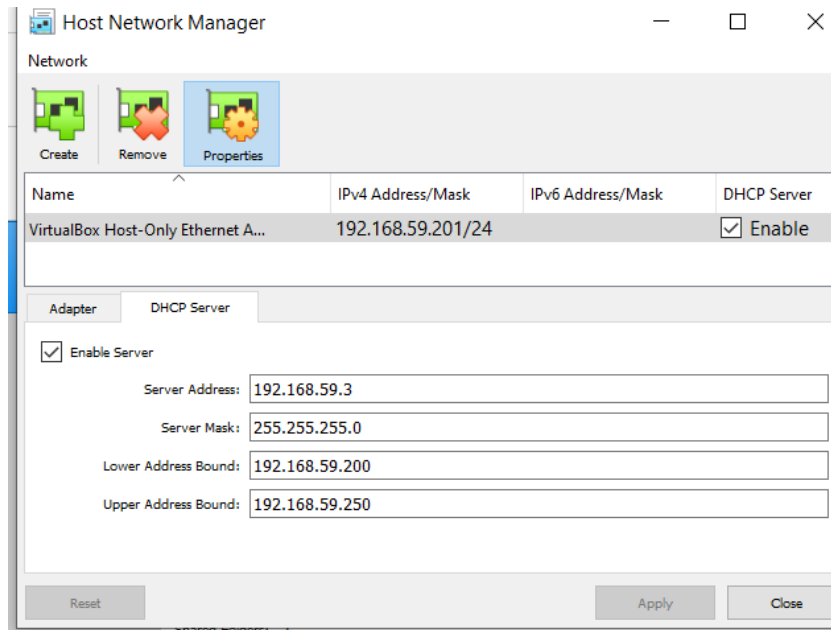 Host Network Manager
Network
Create Remove Properties
Name IPv4 Address/Mask IPv6 Address/Mask DHCP Server
VirtualBox Host-Only Ethernet A... 192.168.59.201/24 Enable
Adapter DHCP Server
Enable Server
Server Address: 192.168.59.3
Server Mask: 255.255.255.0
Lower Address Bound: 192.168.59.200
Upper Address Bound: 192.168.59.250
Reset Apply Close